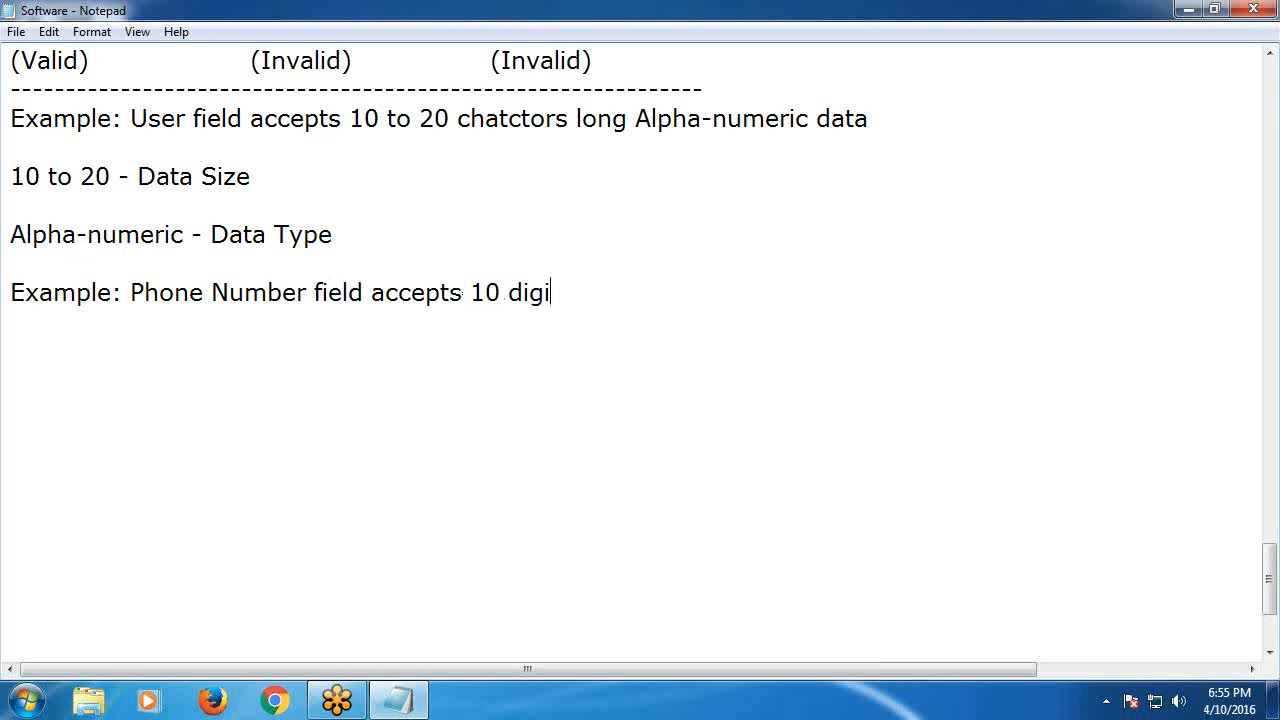 Software - Notepad
File Edit Format View Help
(Valid) (Invalid) (Invalid)
---------------------------------------------------------------
Example: User field accepts 10 to 20 chatctors long Alpha-numeric data
10 to 20 - Data Size
Alpha-numeric - Data Type
Example: Phone Number field accepts 10 digi
6:55 PM
4/10/2016